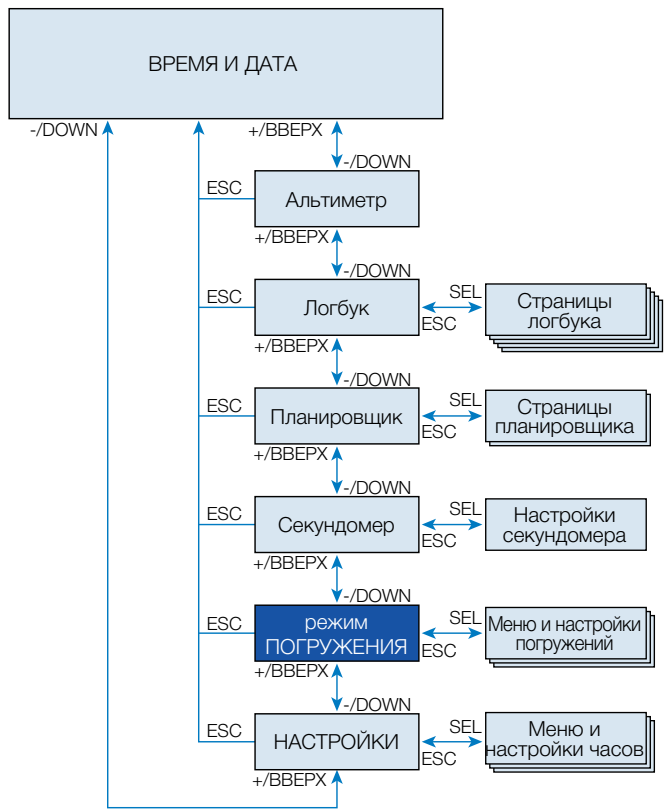 ВРЕМЯ И ДАТА
-/DOWN
+/ВВЕРХ
-/DOWN
ESC
Альтиметр
+/ВВЕРХ
-/DOWN
ESC
Логбук
SEL
ESC
Страницы
логбука
+/ВВЕРХ
-/DOWN
ESC
Планировщик
SEL
ESC
Страницы
планировщика
+/ВВЕРХ
-/DOWN
ESC
Секундомер
SEL
ESC
Настройки
секундомера
+/ВВЕРХ
-/DOWN
ESC
режим
ПОГРУЖЕНИЯ
SEL
ESC
Меню и настройки
погружений
+/ВВЕРХ
-/DOWN
ESC
НАСТРОЙКИ
SEL
ESC
Меню и
настройки часов
+/ВВЕРХ